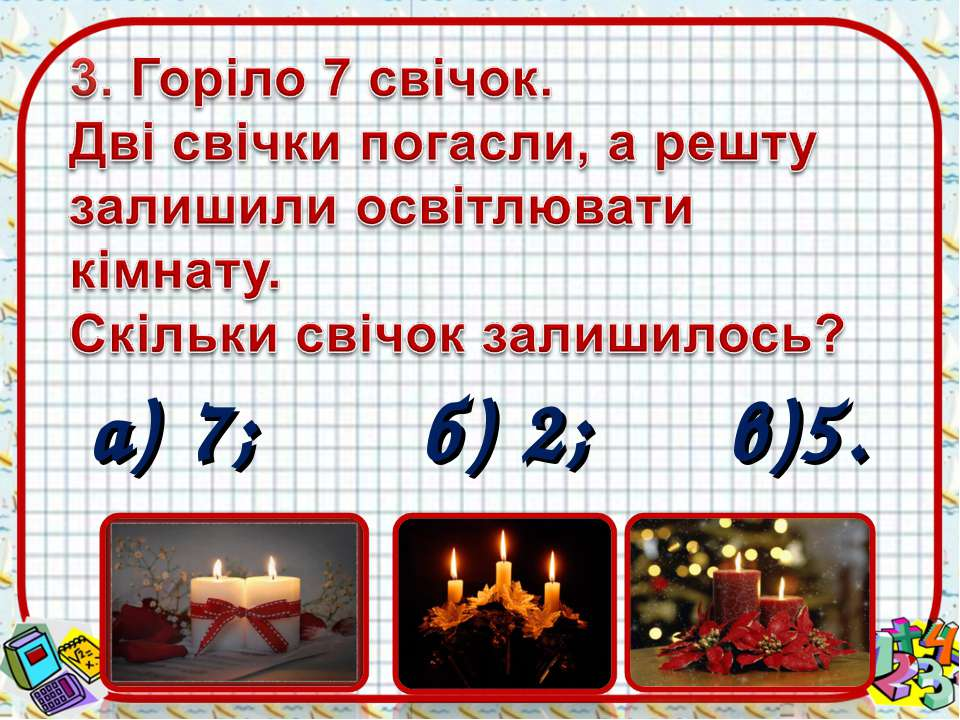 3. Горіло 7 свічок.
Дві свічки погасли, а решту
залишили освітлювати
кімнату.
Скільки свічок залишилось?
а) 7; б) 2; в)5.